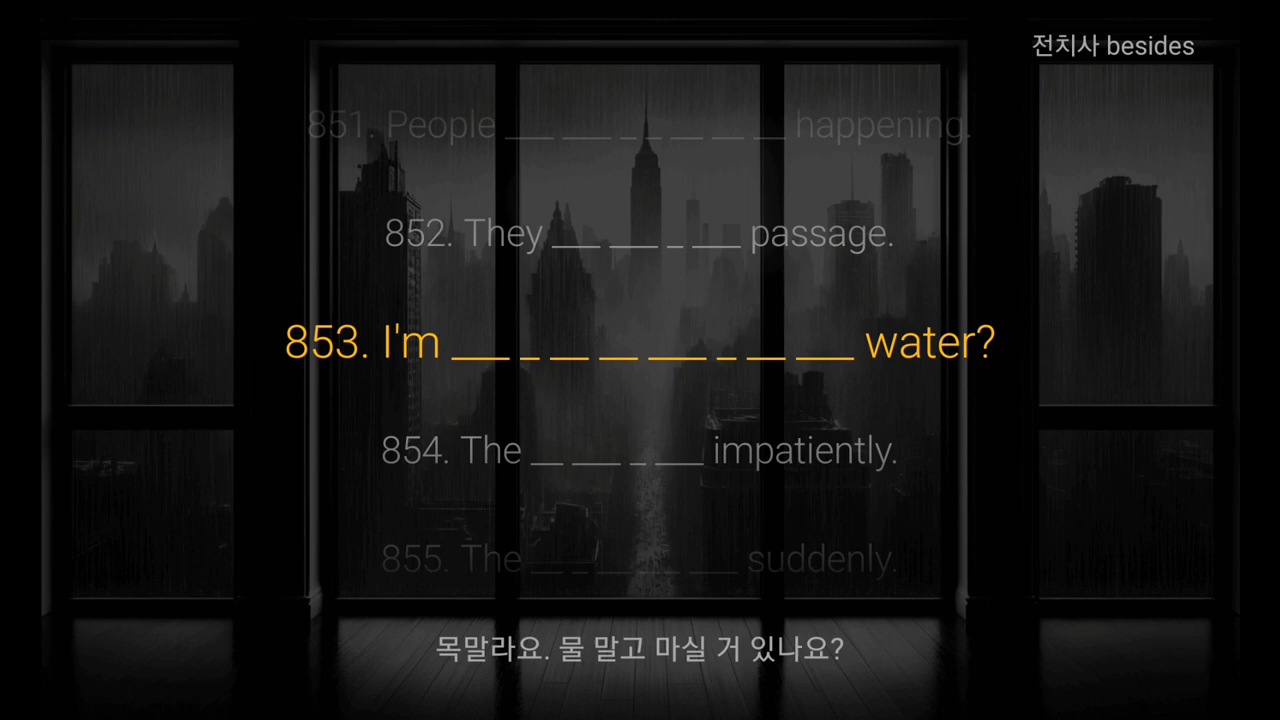 전치사 besides
851. People ___ ___ _ _ __ __ __ happening.
852. They ___ ___ _ ___ passage.
853. I'm ___ _ __ __ ___ _ __ ___ water?
854. The __ ___ _ ___ impatiently.
855. The __ _ __ _ __ ___ suddenly.
목말라요. 물 말고 마실 거 있나요?